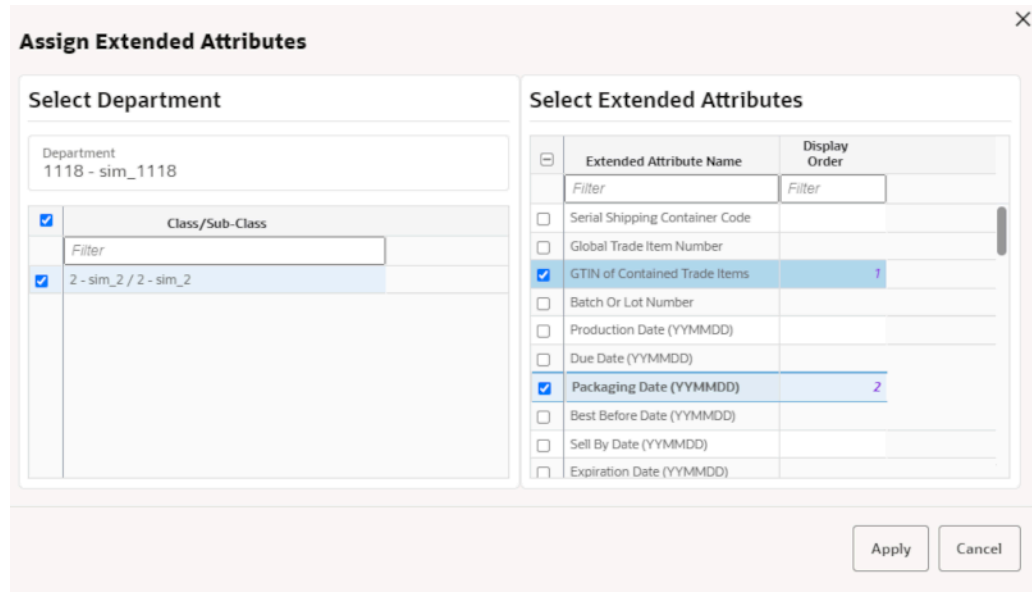 Assign Extended Attributes
Select Department
Department
1118 - sim_1118
Class/Sub-Class
Filter
2 - sim_2 / 2 - sim_2
Select Extended Attributes
Extended Attribute Name
Display
Order
Filter
Filter
Serial Shipping Container Code
Global Trade Item Number
GTIN of Contained Trade Items 1
Batch Or Lot Number
Production Date (YYMMDD)
Due Date (YYMMDD)
Packaging Date (YYMMDD) 2
Best Before Date (YYMMDD)
Sell By Date (YYMMDD)
Expiration Date (YYMMDD)
Apply
Cancel